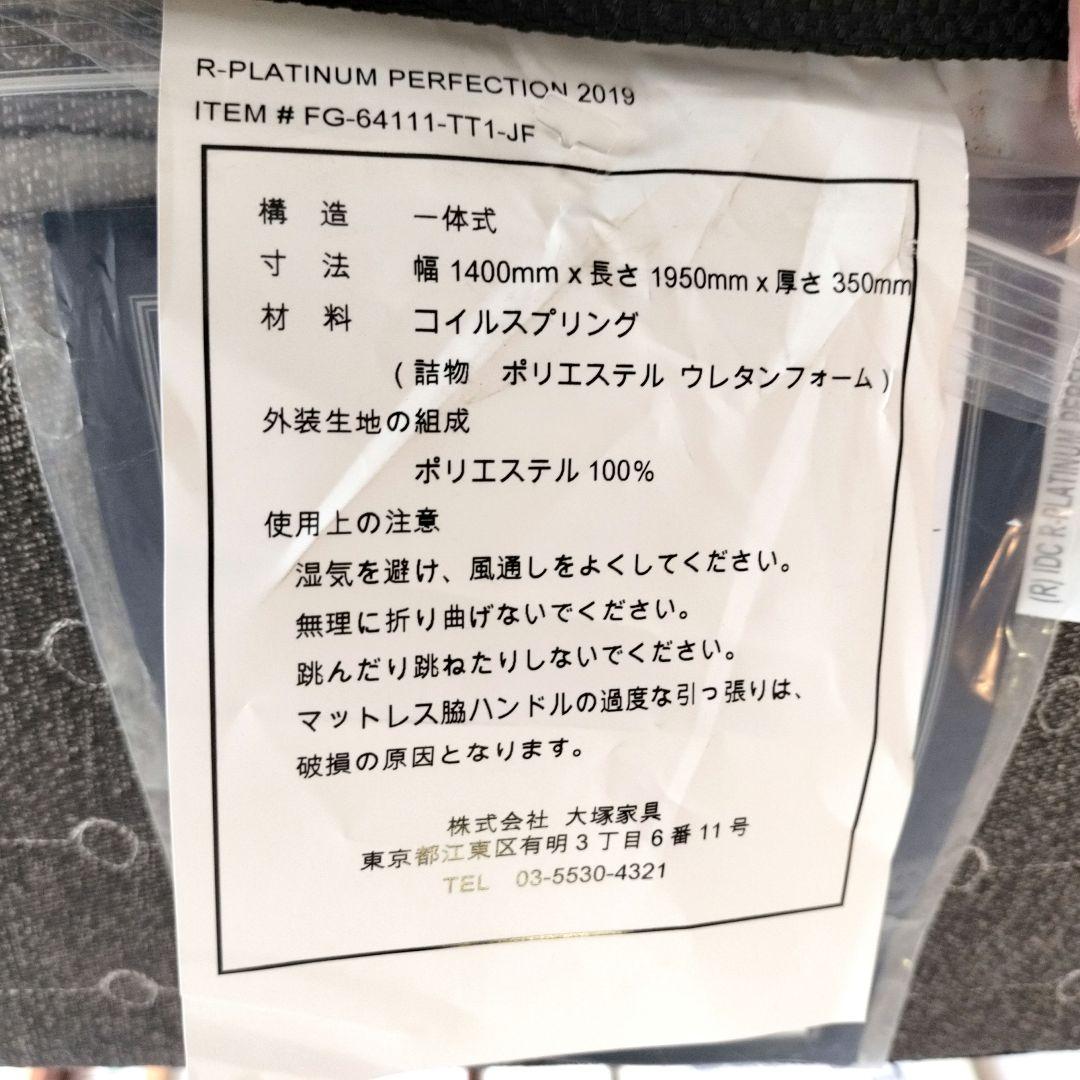 R-PLATINUM PERFECTION 2019
ITEM # FG-64111-TT1-JF
構 造 一体式
寸 法 幅 1400mm x 長さ 1950mm x 厚さ 350mm
材 料 コイルスプリング
( 詰物 ポリエステル ウレタンフォーム )
外装生地の組成
ポリエステル 100%
使用上の注意
湿気を避け、風通しをよくしてください。
無理に折り曲げないでください。
跳んだり跳ねたりしないでください。
マットレス脇ハンドルの過度な引っ張りは、
破損の原因となります。
株式会社 大塚家具
東京都江東区有明3丁目6番11号
TEL 03-5530-4321
(R) IDC R-PLATINUM